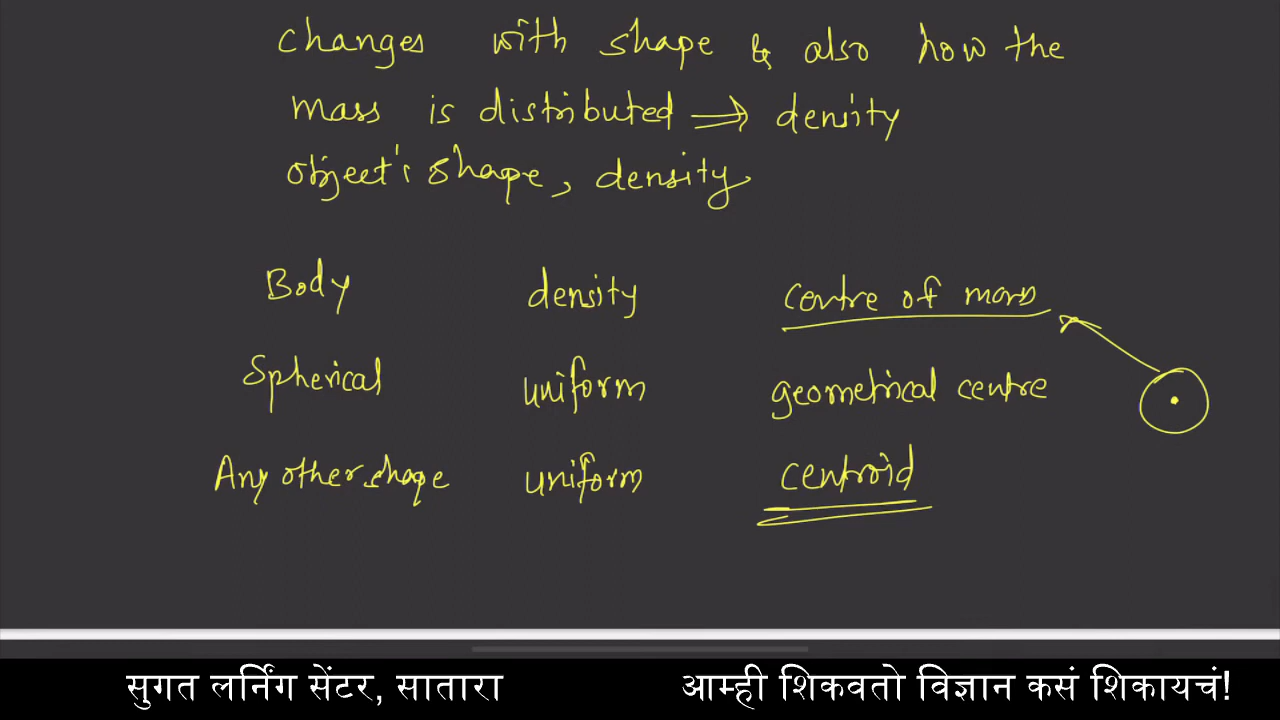 changes with shape & also how the
mass is distributed ⇒ density
object's shape, density
Body density centre of mass
Spherical uniform geometrical centre
Any other shape uniform centroid
सुगत लर्निंग सेंटर, सातारा आम्ही शिकवतो विज्ञान कसं शिकायचं!